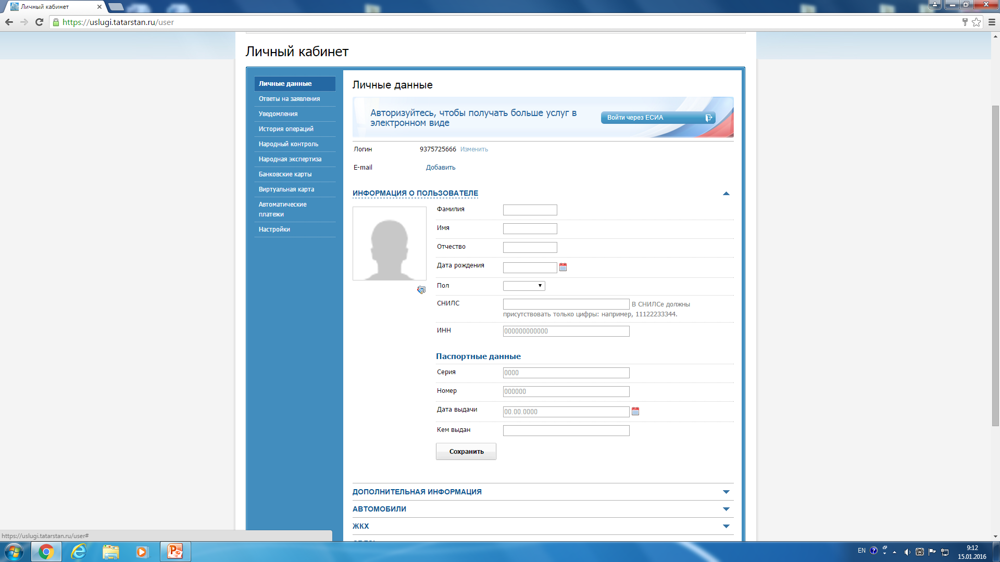 Личный кабинет
https://uslugi.tatarstan.ru/user
Личный кабинет
Личные данные
Ответы на заявления
Уведомления
История операций
Народный контроль
Народная экспертиза
Банковские карты
Виртуальная карта
Автоматические
платежи
Настройки
Личные данные
Авторизуйтесь, чтобы получать больше услуг в
электронном виде
Войти через ЕСИА
Логин 9375725666 Изменить
E-mail Добавить
ИНФОРМАЦИЯ О ПОЛЬЗОВАТЕЛЕ
Фамилия
Имя
Отчество
Дата рождения
Пол
СНИЛС В СНИЛСе должны
присутствовать только цифры: например, 11122233344.
ИНН 000000000000
Паспортные данные
Серия 0000
Номер 000000
Дата выдачи 00.00.0000
Кем выдан
Сохранить
ДОПОЛНИТЕЛЬНАЯ ИНФОРМАЦИЯ
АВТОМОБИЛИ
ЖКХ
https://uslugi.tatarstan.ru/user#
EN 9:12
15.01.2016